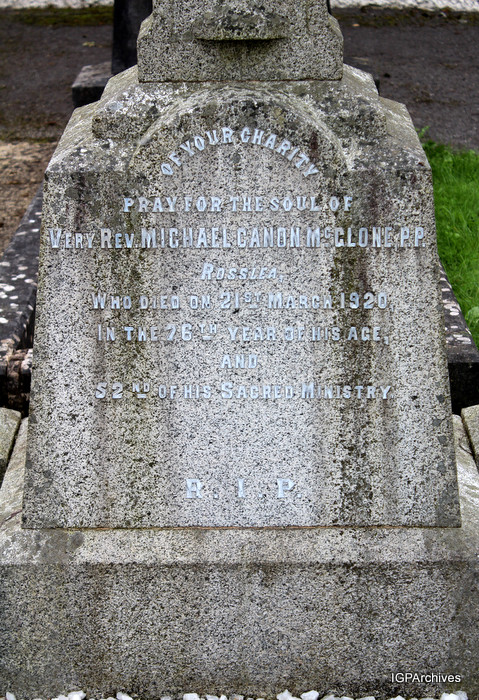 OF YOUR CHARITY
PRAY FOR THE SOUL OF
VERY REV. MICHAEL CANON McGLONE, P.P.
ROSSLEA,
WHO DIED ON 21ST MARCH 1920
IN THE 76TH YEAR OF HIS AGE,
AND
52ND OF HIS SACRED MINISTRY
R. I. P.
IGPArchives